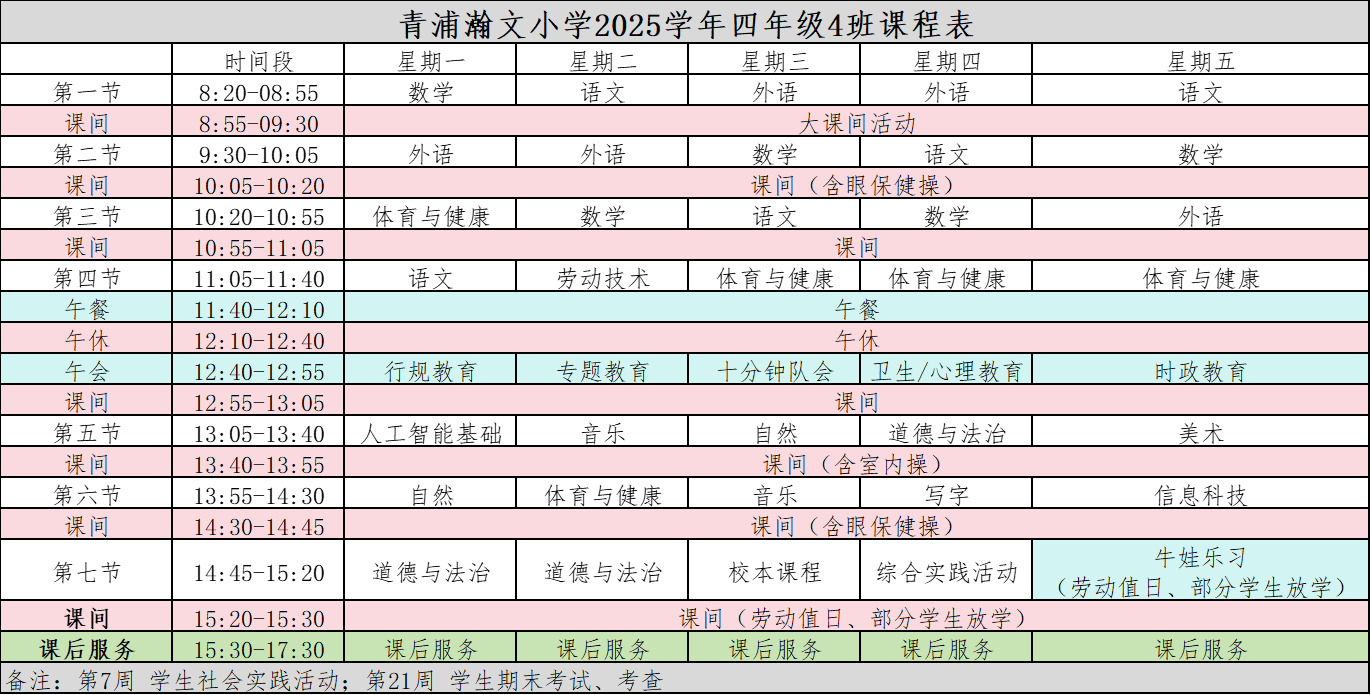 青浦瀚文小学2025学年四年级4班课程表
时间段 星期一 星期二 星期三 星期四 星期五
第一节 8:20-08:55 数学 语文 外语 外语 语文
课间 8:55-09:30 大课间活动
第二节 9:30-10:05 外语 外语 数学 语文 数学
课间 10:05-10:20 课间（含眼保健操）
第三节 10:20-10:55 体育与健康 数学 语文 数学 外语
课间 10:55-11:05 课间
第四节 11:05-11:40 语文 劳动技术 体育与健康 体育与健康 体育与健康
午餐 11:40-12:10 午餐
午休 12:10-12:40 午休
午会 12:40-12:55 行规教育 专题教育 十分钟队会 卫生/心理教育 时政教育
课间 12:55-13:05 课间
第五节 13:05-13:40 人工智能基础 音乐 自然 道德与法治 美术
课间 13:40-13:55 课间（含室内操）
第六节 13:55-14:30 自然 体育与健康 音乐 写字 信息科技
课间 14:30-14:45 课间（含眼保健操）
第七节 14:45-15:20 道德与法治 道德与法治 校本课程 综合实践活动 牛娃乐习
（劳动值日、部分学生放学）
课间 15:20-15:30 课间（劳动值日、部分学生放学）
课后服务 15:30-17:30 课后服务 课后服务 课后服务 课后服务 课后服务
备注：第7周 学生社会实践活动；第21周 学生期末考试、考查